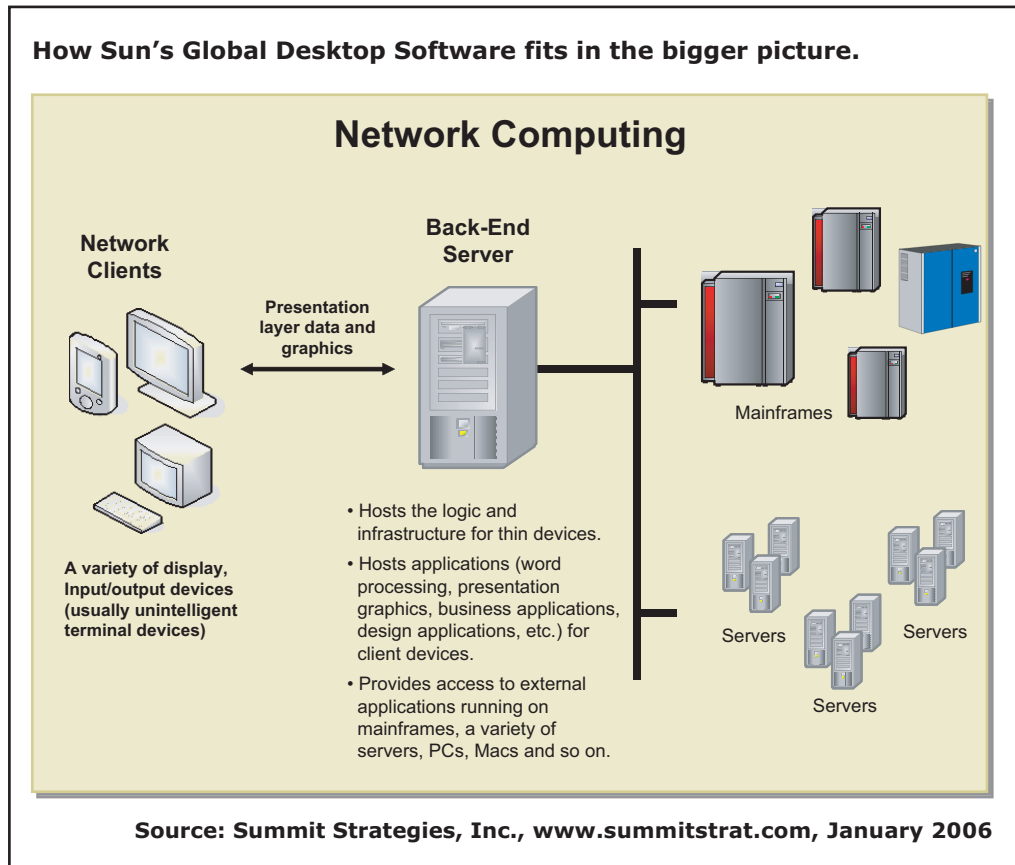 How Sun's Global Desktop Software fits in the bigger picture.
Network Computing
Network
Clients
Presentation
layer data and
graphics
Back-End
Server
Mainframes
A variety of display,
Input/output devices
(usually unintelligent
terminal devices)
• Hosts the logic and
infrastructure for thin devices.
• Hosts applications (word
processing, presentation
graphics, business applications,
design applications, etc.) for
client devices.
• Provides access to external
applications running on
mainframes, a variety of
servers, PCs, Macs and so on.
Servers
Servers
Servers
Source: Summit Strategies, Inc., www.summitstrat.com, January 2006